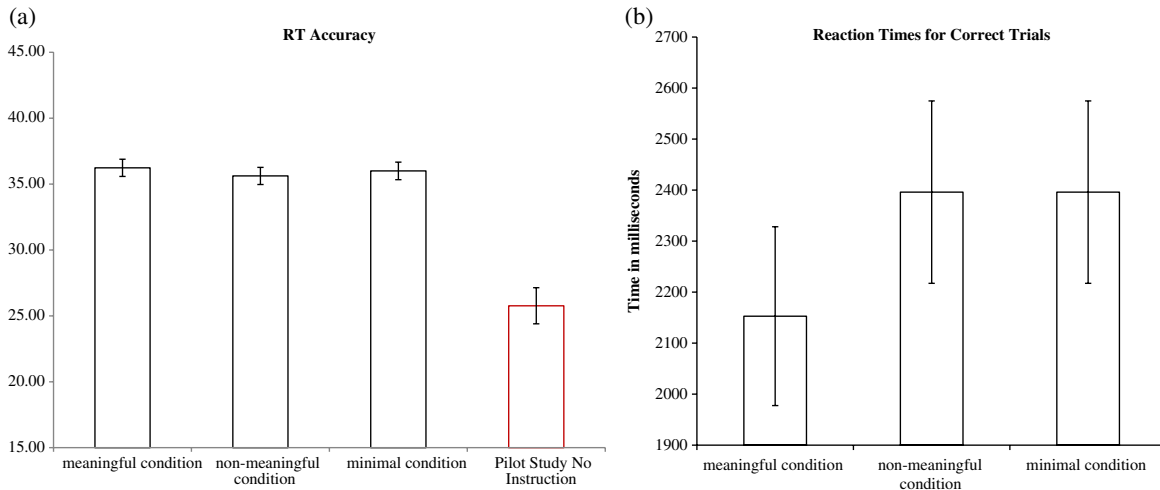 (a)
RT Accuracy
45.00
40.00
35.00
30.00
25.00
20.00
15.00
meaningful condition
non-meaningful
condition
minimal condition
Pilot Study No
Instruction
(b)
Reaction Times for Correct Trials
Time in milliseconds
2700
2600
2500
2400
2300
2200
2100
2000
1900
meaningful condition
non-meaningful
condition
minimal condition